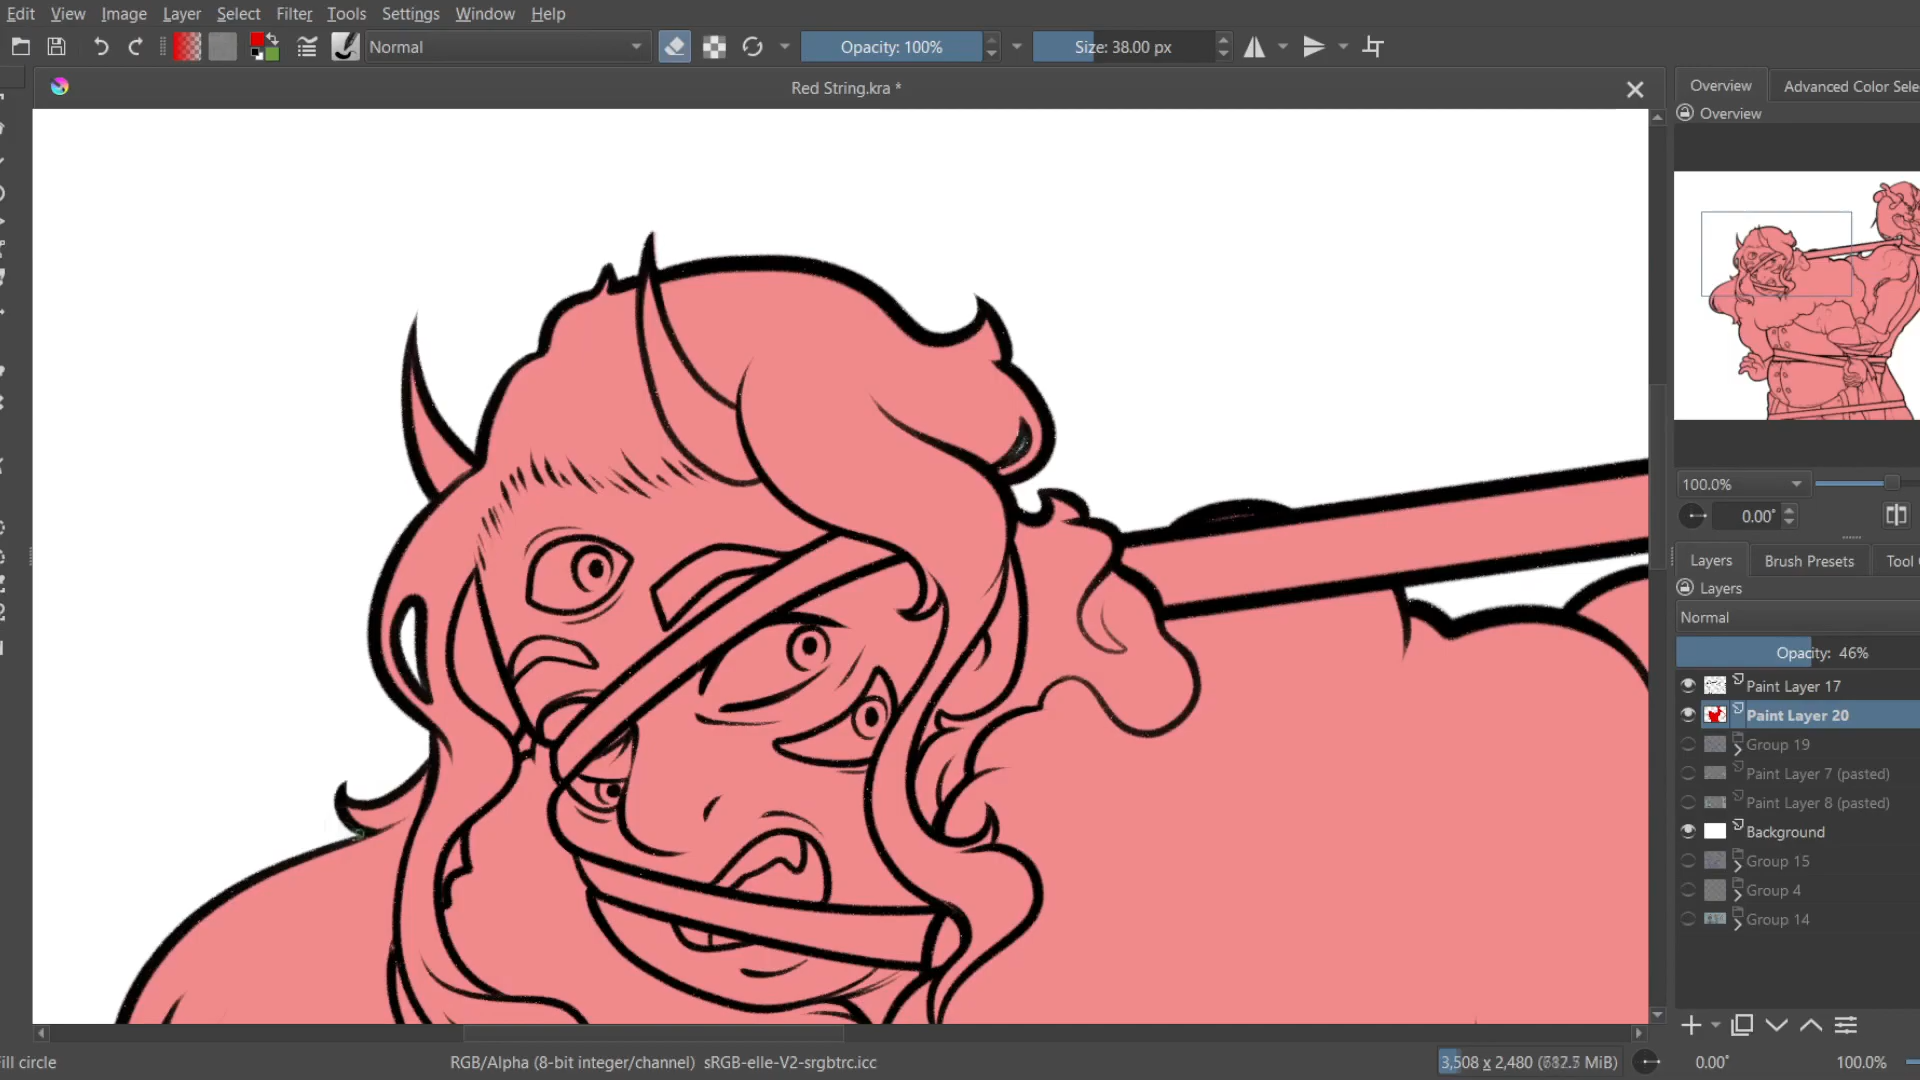 Edit View Image Layer Select Filter Tools Settings Window Help
Normal Opacity: 100% Size: 38.00 px
Red String.kra *
Overview Advanced Color Sele
Overview
100.0%
0.00°
Layers Brush Presets Tool
Layers
Normal
Opacity: 46%
Paint Layer 17
Paint Layer 20
Group 19
Paint Layer 7 (pasted)
Paint Layer 8 (pasted)
Background
Group 15
Group 4
Group 14
ill circle RGB/Alpha (8-bit integer/channel) sRGB-elle-V2-srgbtrc.icc 3,508 x 2,480 0.00° 100.0%